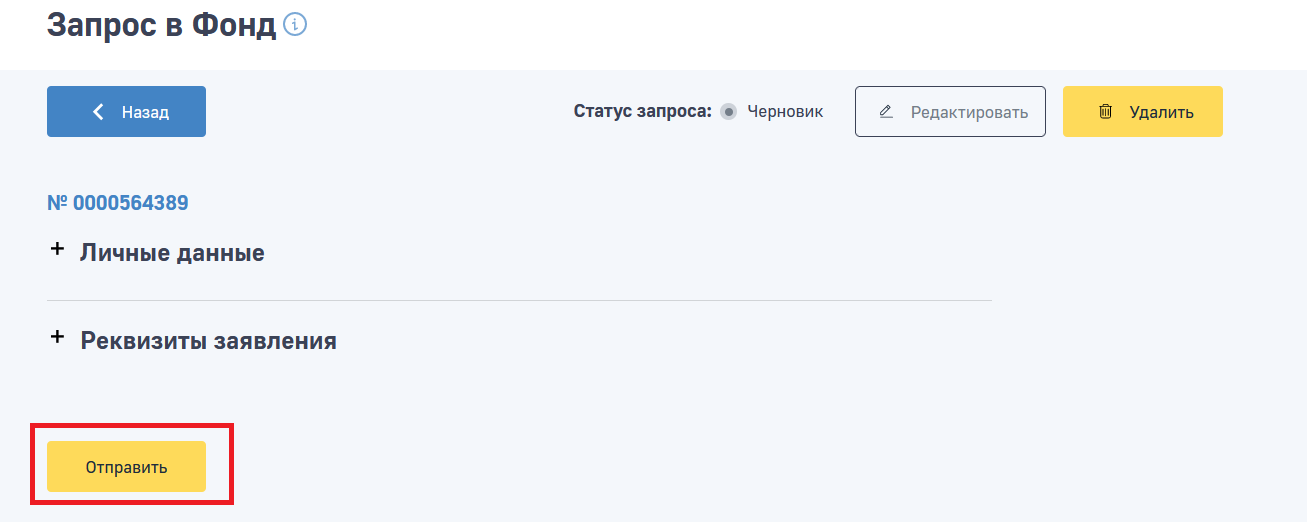 Запрос в Фонд i
Назад
Статус запроса: Черновик
Редактировать
Удалить
№ 0000564389
+ Личные данные
+ Реквизиты заявления
Отправить